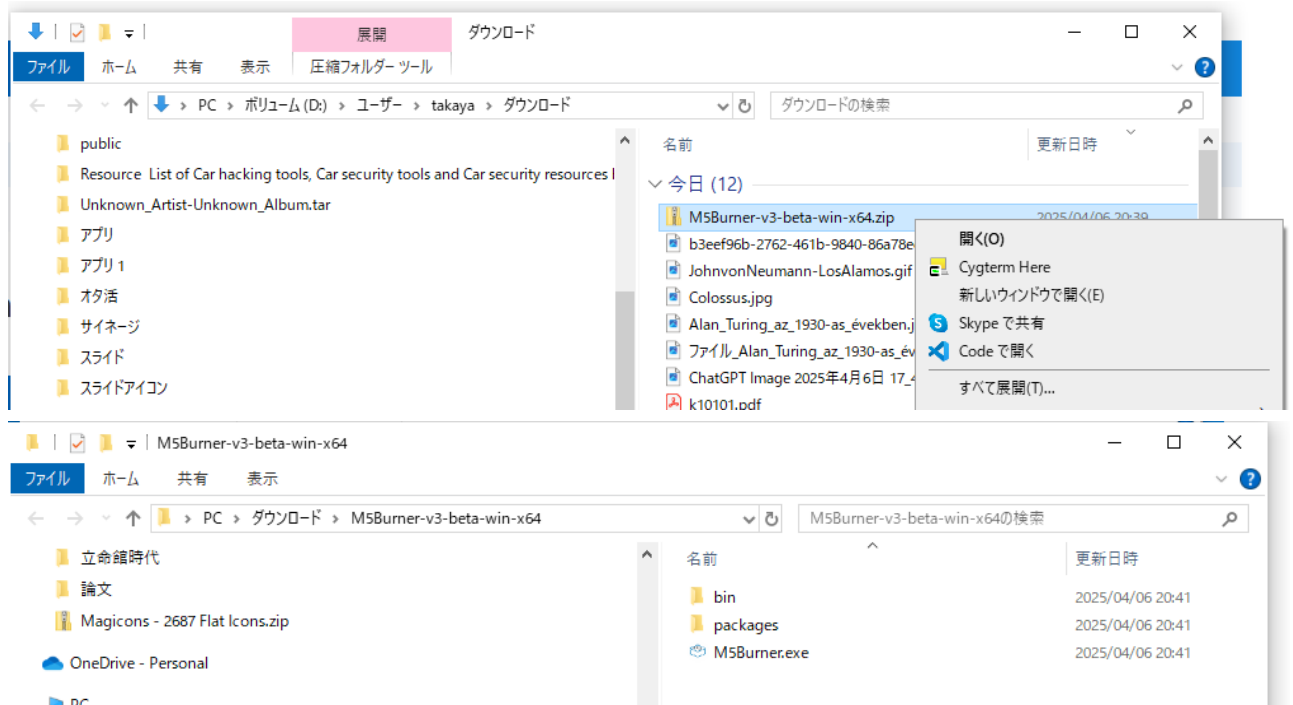 展開 ダウンロード
ファイル ホーム 共有 表示 圧縮フォルダー ツール
PC › ボリューム (D:) › ユーザー › takaya › ダウンロード ダウンロードの検索
public
Resource List of Car hacking tools, Car security tools and Car security resources
Unknown_Artist-Unknown_Album.tar
アプリ
アプリ 1
オタ活
サイネージ
スライド
スライドアイコン
名前 更新日時
今日 (12)
M5Burner-v3-beta-win-x64.zip 2025/04/06 20:39
b3eef96b-2762-461b-9840-86a78e
JohnvonNeumann-LosAlamos.gif
Colossus.jpg
Alan_Turing_az_1930-as_években.j
ファイル_Alan_Turing_az_1930-as_év
ChatGPT Image 2025年4月6日 17_4
k10101.pdf
開く(O)
Cygterm Here
新しいウィンドウで開く(E)
Skype で共有
Code で開く
すべて展開(T)...
M5Burner-v3-beta-win-x64
ファイル ホーム 共有 表示
PC › ダウンロード › M5Burner-v3-beta-win-x64 M5Burner-v3-beta-win-x64の検索
立命館時代
論文
Magicons - 2687 Flat Icons.zip
OneDrive - Personal
PC
名前 更新日時
bin 2025/04/06 20:41
packages 2025/04/06 20:41
M5Burner.exe 2025/04/06 20:41